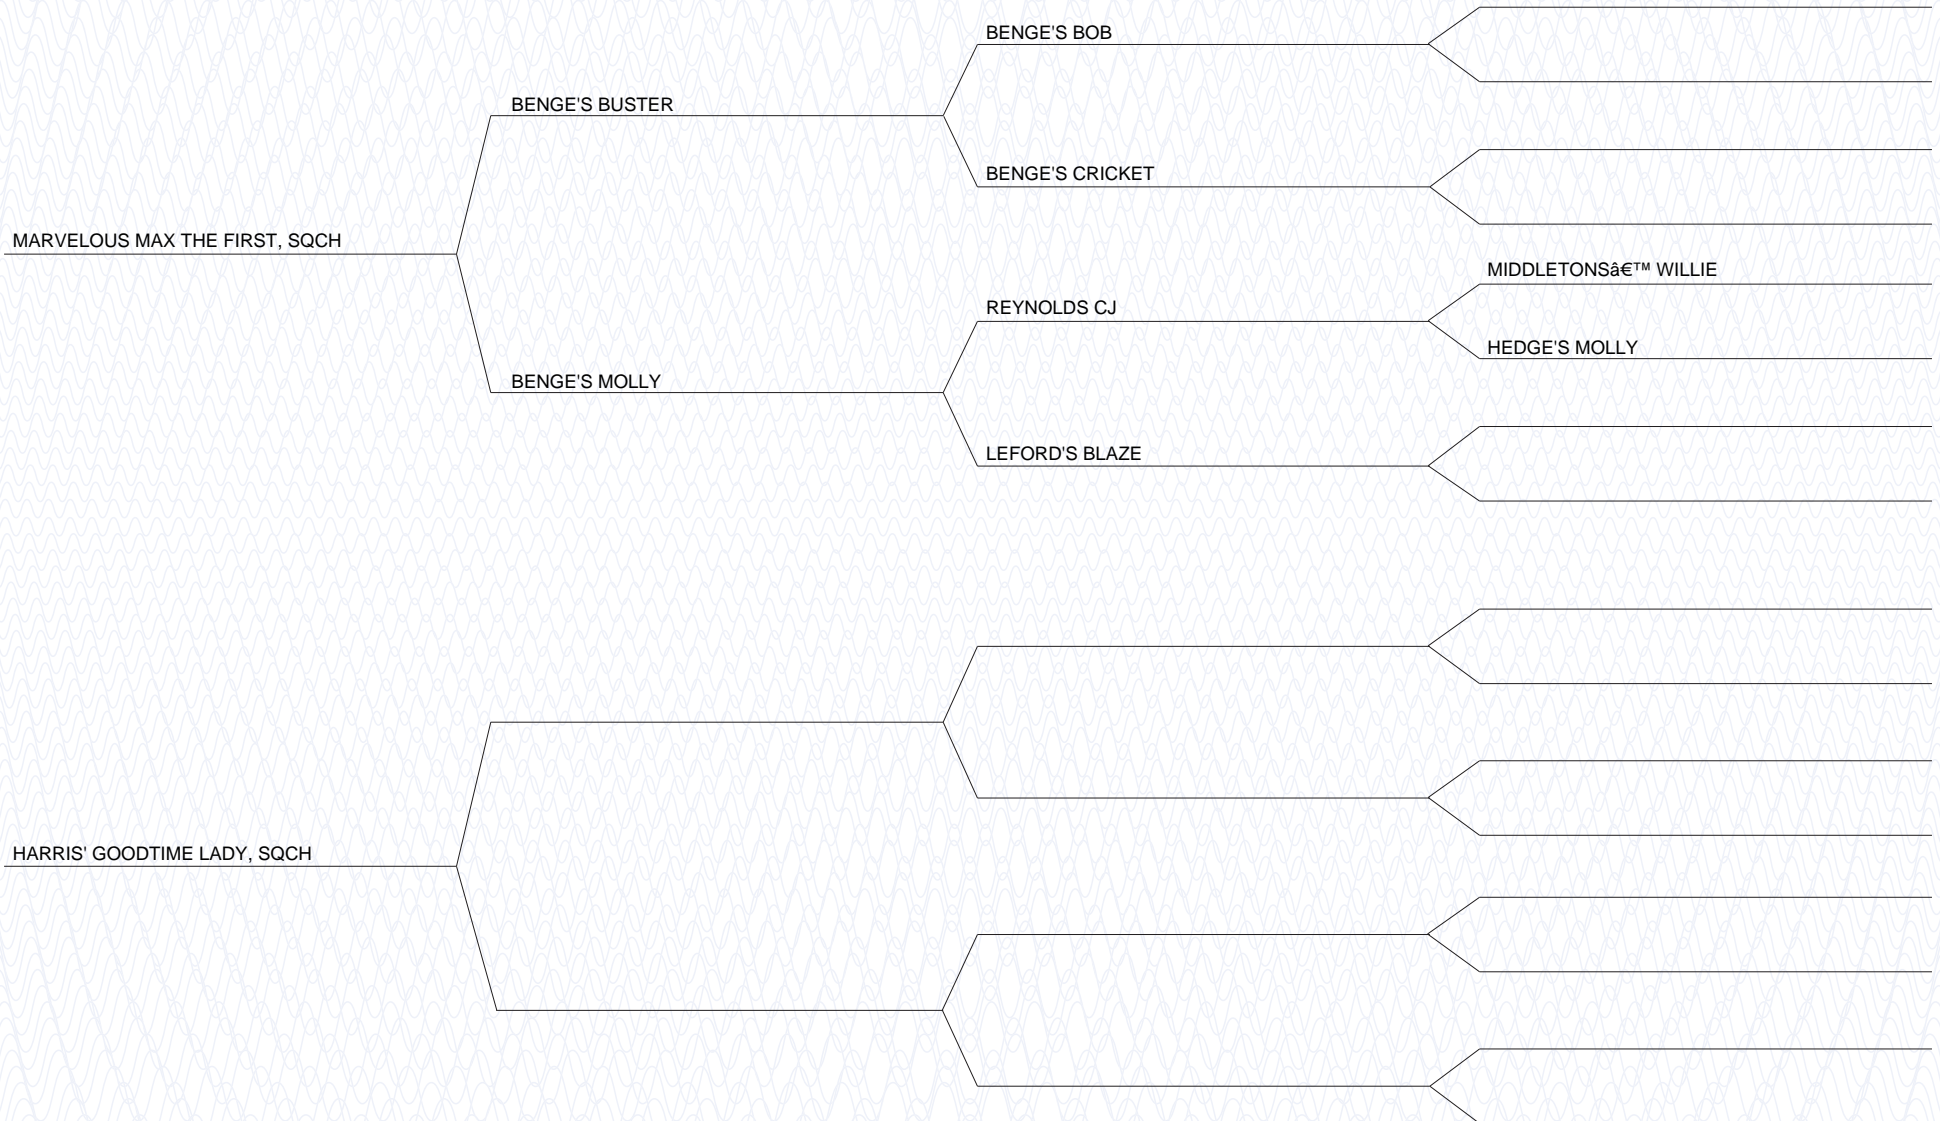 BENGE'S BOB
BENGE'S BUSTER
BENGE'S CRICKET
MARVELOUS MAX THE FIRST, SQCH
MIDDLETONSâ€™ WILLIE
REYNOLDS CJ
HEDGE'S MOLLY
BENGE'S MOLLY
LEFORD'S BLAZE
HARRIS' GOODTIME LADY, SQCH